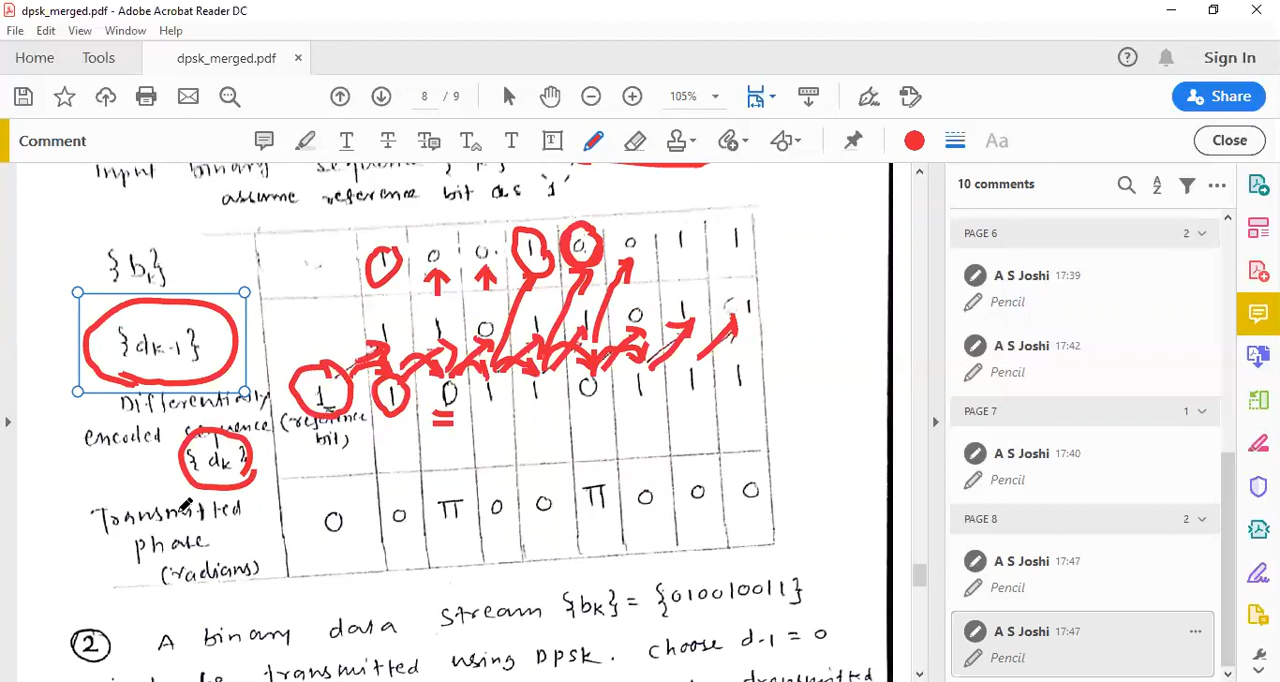 dpsk_merged.pdf - Adobe Acrobat Reader DC
File Edit View Window Help
Home Tools dpsk_merged.pdf × Sign In
8 / 9 105% Share
Comment Close
Input binary
assume reference bit as '1'
{bk} 1 0 0 1 0 0 1 1
{dk-1} 1 1 0 1 1 0 1 1
Differentially
encoded sequence
{dk}
1 1 0 1 1 0 1 1 1
(reference
bit)
Transmitted
phase
(radians)
0 0 π 0 0 π 0 0 0
② A binary data stream {bk} = {010010011}
transmitted using DPSK. choose d-1 = 0
transmitted
10 comments
PAGE 6 2
A S Joshi 17:39
Pencil
A S Joshi 17:42
Pencil
PAGE 7 1
A S Joshi 17:40
Pencil
PAGE 8 2
A S Joshi 17:47
Pencil
A S Joshi 17:47
Pencil